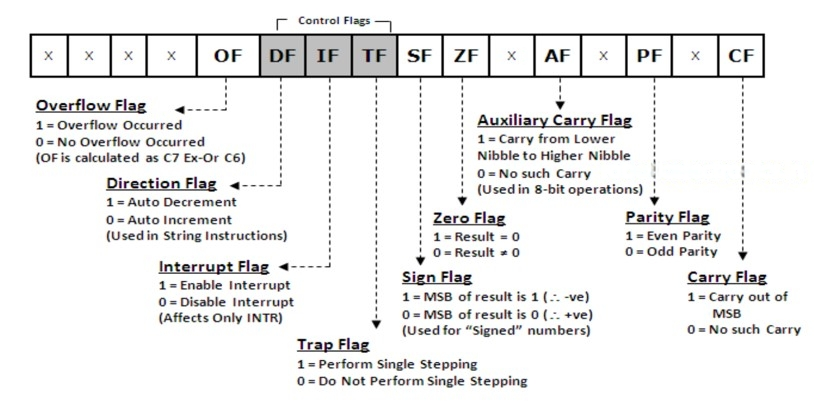 Control Flags
x x x x OF DF IF TF SF ZF x AF x PF x CF
Overflow Flag
1 = Overflow Occurred
0 = No Overflow Occurred
(OF is calculated as C7 Ex-Or C6)
Direction Flag
1 = Auto Decrement
0 = Auto Increment
(Used in String Instructions)
Interrupt Flag
1 = Enable Interrupt
0 = Disable Interrupt
(Affects Only INTR)
Trap Flag
1 = Perform Single Stepping
0 = Do Not Perform Single Stepping
Sign Flag
1 = MSB of result is 1 (∴ -ve)
0 = MSB of result is 0 (∴ +ve)
(Used for “Signed” numbers)
Zero Flag
1 = Result = 0
0 = Result ≠ 0
Auxiliary Carry Flag
1 = Carry from Lower
Nibble to Higher Nibble
0 = No such Carry
(Used in 8-bit operations)
Parity Flag
1 = Even Parity
0 = Odd Parity
Carry Flag
1 = Carry out of
MSB
0 = No such Carry